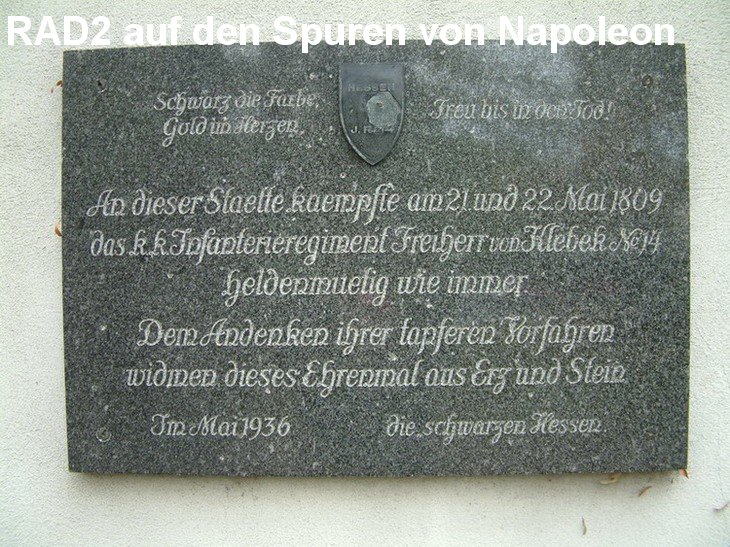 RAD2 auf den Spuren von Napoleon
Schwarz die Farbe,
Gold im Herzen,
HESSEN
J.R.14
Treu bis in den Tod!
An dieser Staette kaempfte am 21. und 22. Mai 1809
das k.k. Infanterieregiment Freiherr von Klebek No 14
heldenmuetig wie immer.
Dem Andenken ihrer tapferen Vorfahren
widmen dieses Ehrenmal aus Erz und Stein
Im Mai 1936
die schwarzen Hessen.